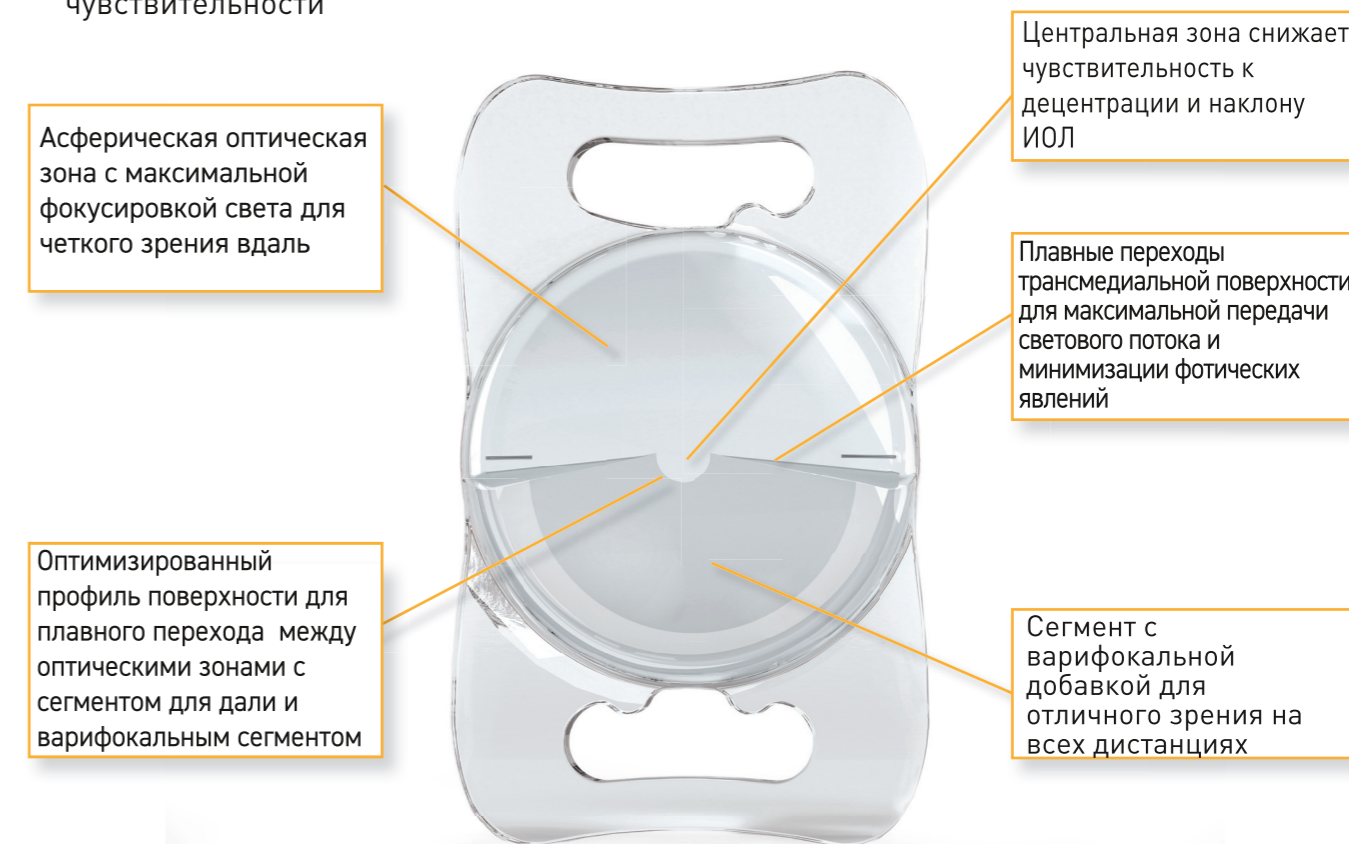 чувствительности
Асферическая оптическая
зона с максимальной
фокусировкой света для
четкого зрения вдаль
Оптимизированный
профиль поверхности для
плавного перехода между
оптическими зонами с
сегментом для дали и
варифокальным сегментом
Центральная зона снижает
чувствительность к
децентрации и наклону
ИОЛ
Плавные переходы
трансмедиальной поверхности
для максимальной передачи
светового потока и
минимизации фотических
явлений
Сегмент с
варифокальной
добавкой для
отличного зрения на
всех дистанциях